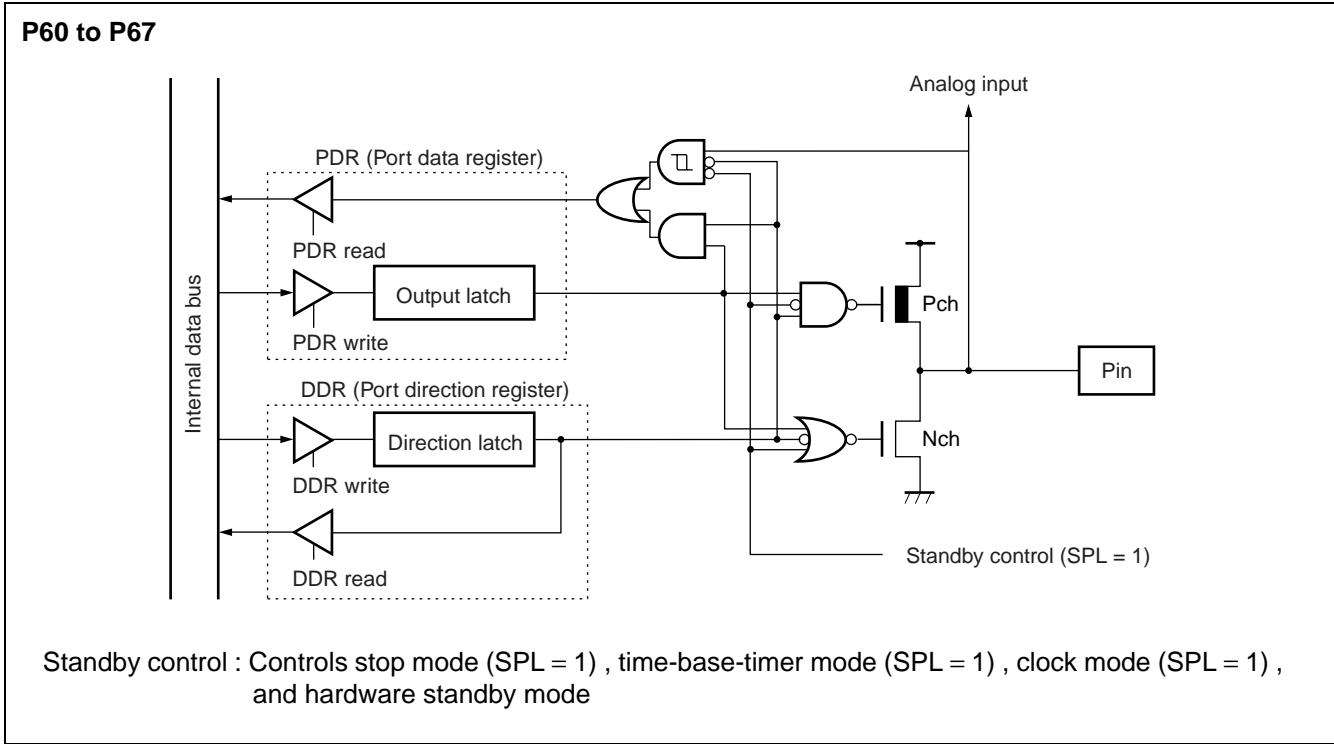 P60 to P67
Analog input
PDR (Port data register)
PDR read
Output latch
Pch
PDR write
Internal data bus
Pin
DDR (Port direction register)
Direction latch
Nch
DDR write
Standby control (SPL = 1)
DDR read
Standby control : Controls stop mode (SPL = 1) , time-base-timer mode (SPL = 1) , clock mode (SPL = 1) ,
and hardware standby mode